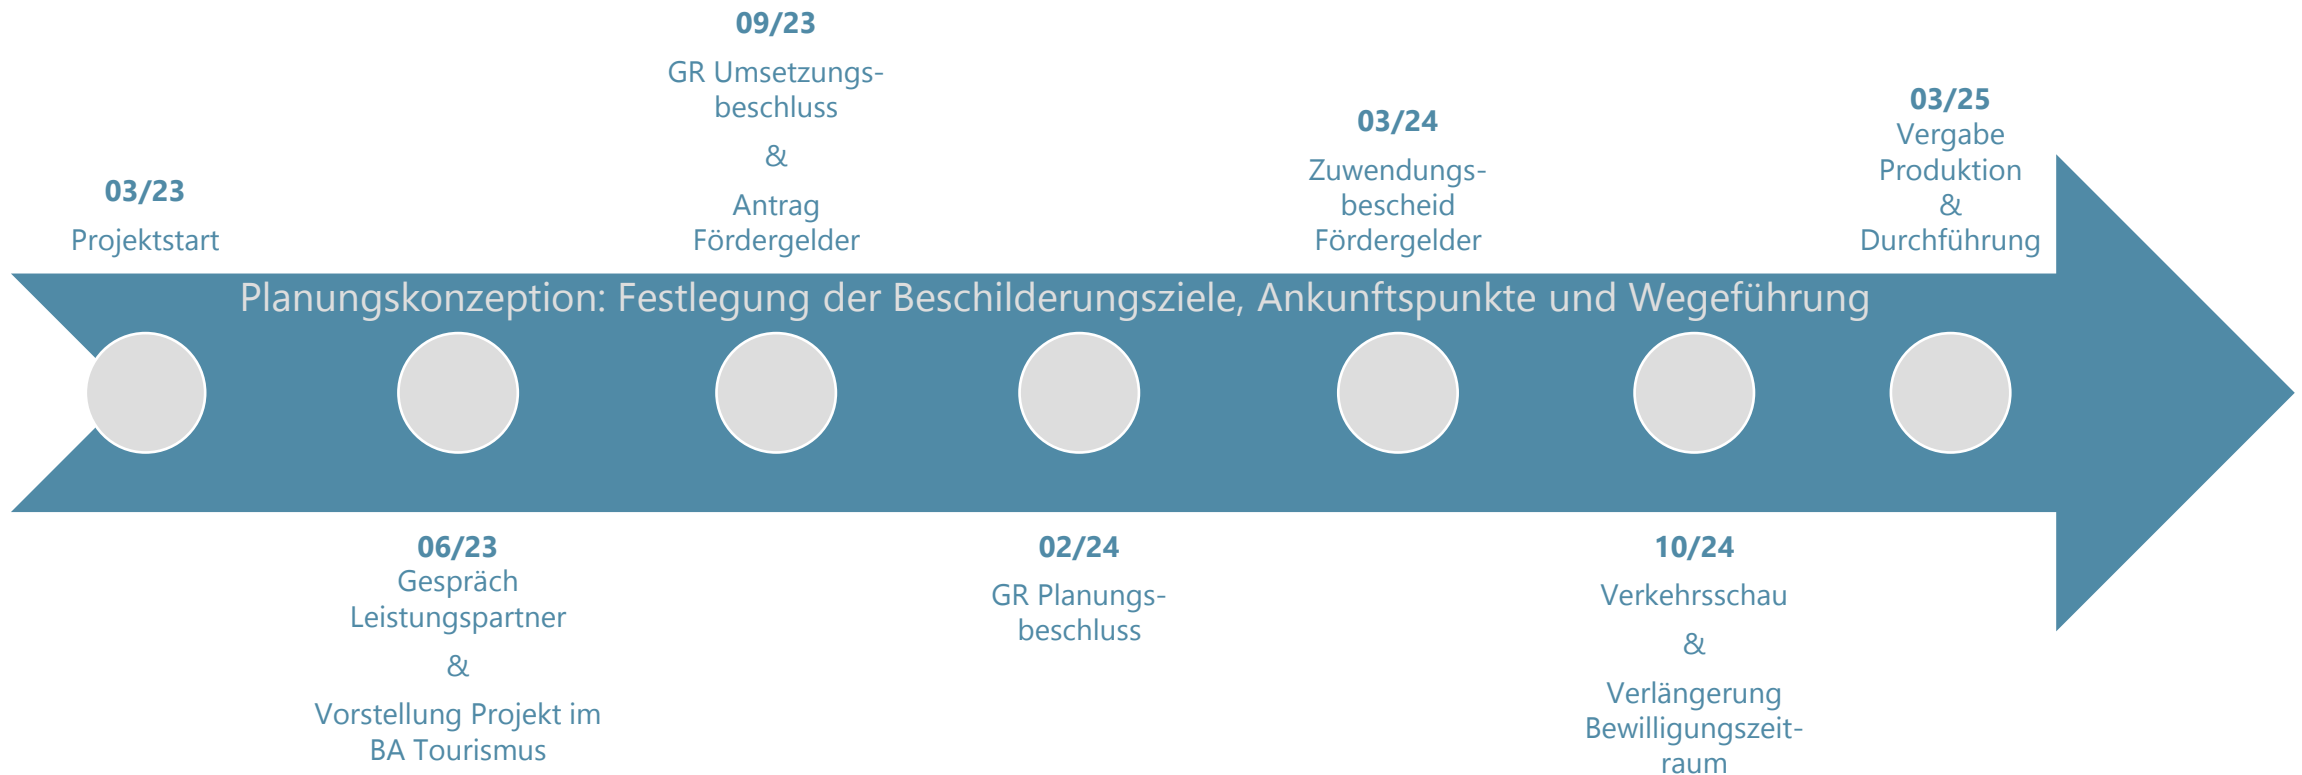 03/23
Projektstart
09/23
GR Umsetzungs-
beschluss
&
Antrag
Fördergelder
03/24
Zuwendungs-
bescheid
Fördergelder
03/25
Vergabe
Produktion
&
Durchführung
Planungskonzeption: Festlegung der Beschilderungsziele, Ankunftspunkte und Wegeführung
06/23
Gespräch
Leistungspartner
&
Vorstellung Projekt im
BA Tourismus
02/24
GR Planungs-
beschluss
10/24
Verkehrsschau
&
Verlängerung
Bewilligungszeit-
raum